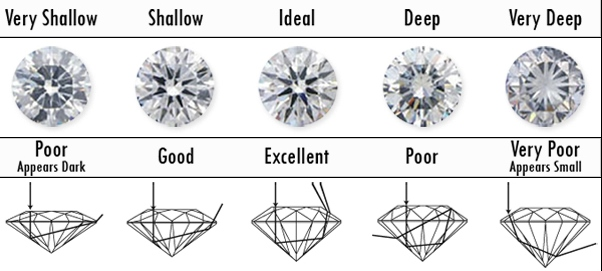 Very Shallow
Shallow
Ideal
Deep
Very Deep
Poor
Appears Dark
Good
Excellent
Poor
Very Poor
Appears Small